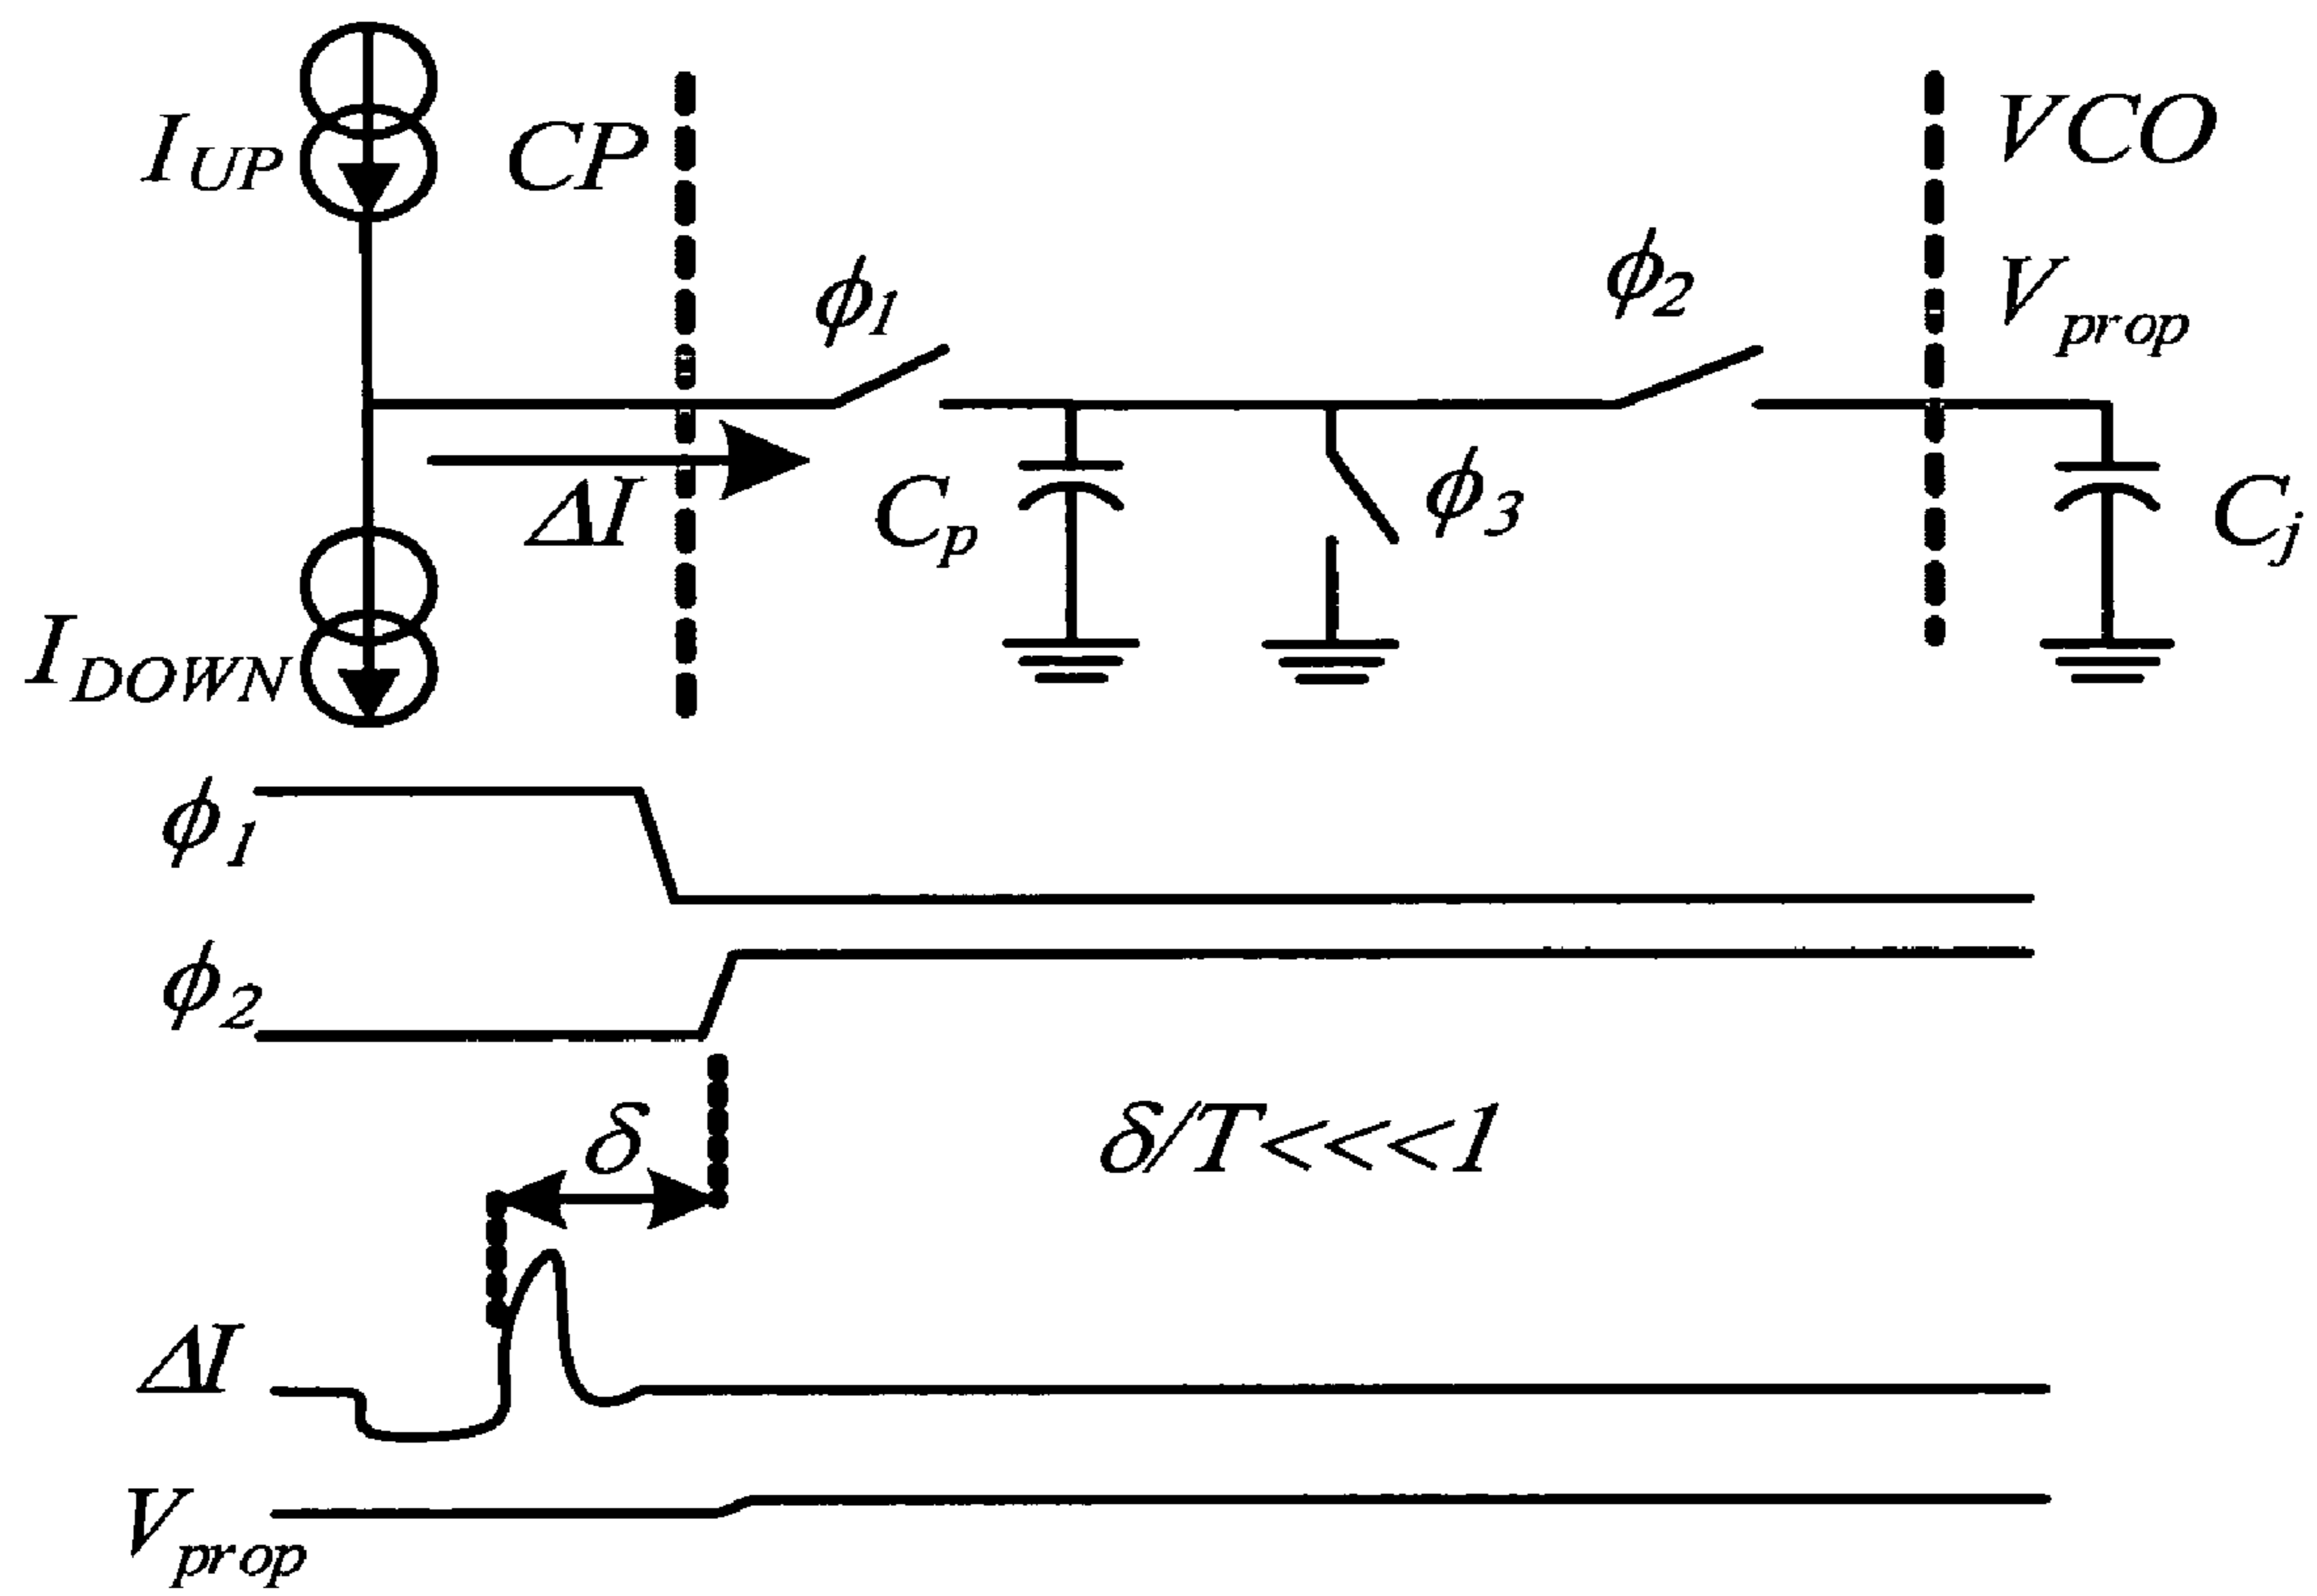 I_UP
CP
VCO
ϕ1
ϕ2
V_prop
ΔI
C_p
ϕ3
C_j
I_DOWN
ϕ1
ϕ2
δ
δ/T<<<1
ΔI
V_prop